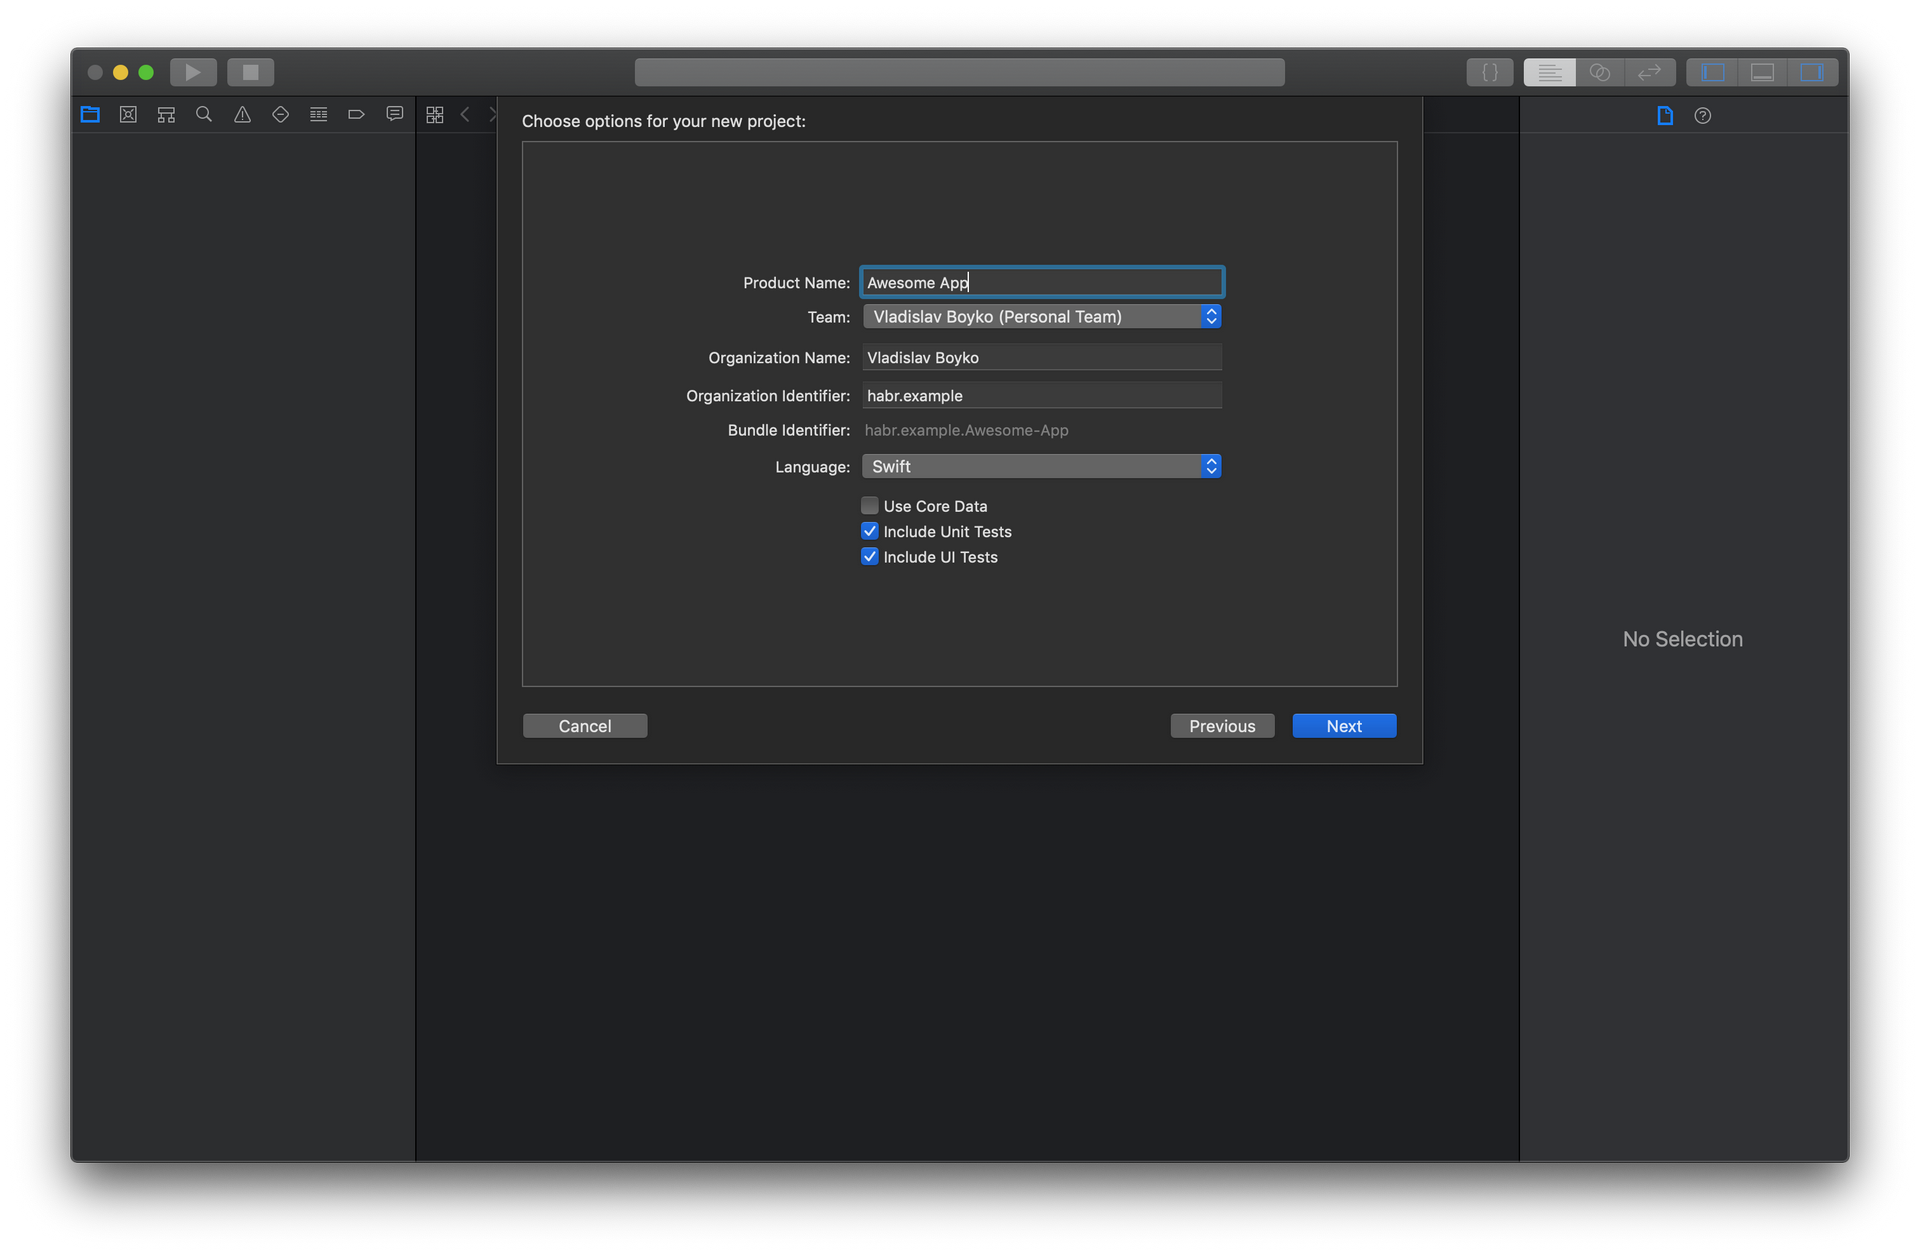 Choose options for your new project:
Product Name: Awesome App
Team: Vladislav Boyko (Personal Team)
Organization Name: Vladislav Boyko
Organization Identifier: habr.example
Bundle Identifier: habr.example.Awesome-App
Language: Swift
Use Core Data
Include Unit Tests
Include UI Tests
No Selection
Cancel Previous Next